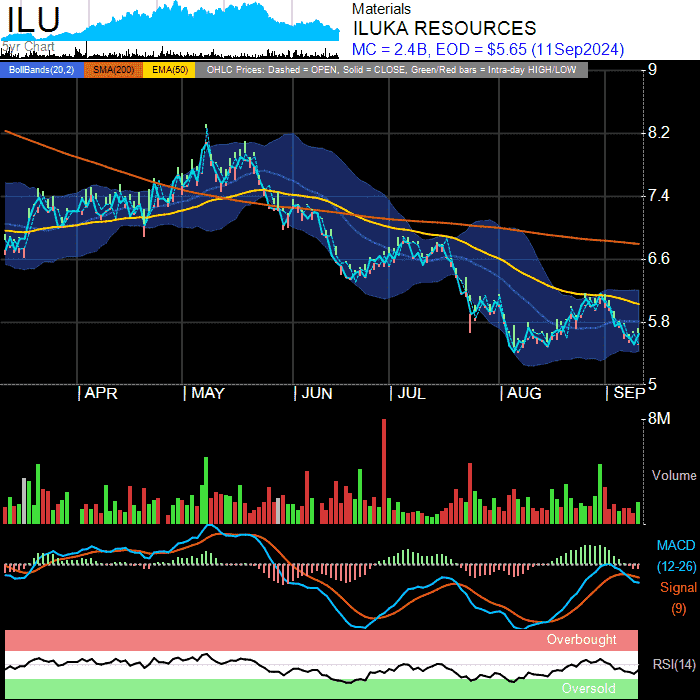 ILU
5yr Chart
Materials
ILUKA RESOURCES
MC = 2.4B, EOD = $5.65 (11Sep2024)
BollBands(20,2) SMA(200) EMA(50) OHLC Prices: Dashed = OPEN, Solid = CLOSE, Green/Red bars = Intra-day HIGH/LOW
9
8.2
7.4
6.6
5.8
5
APR MAY JUN JUL AUG SEP
8M
Volume
MACD
(12-26)
Signal
(9)
Overbought
RSI(14)
Oversold